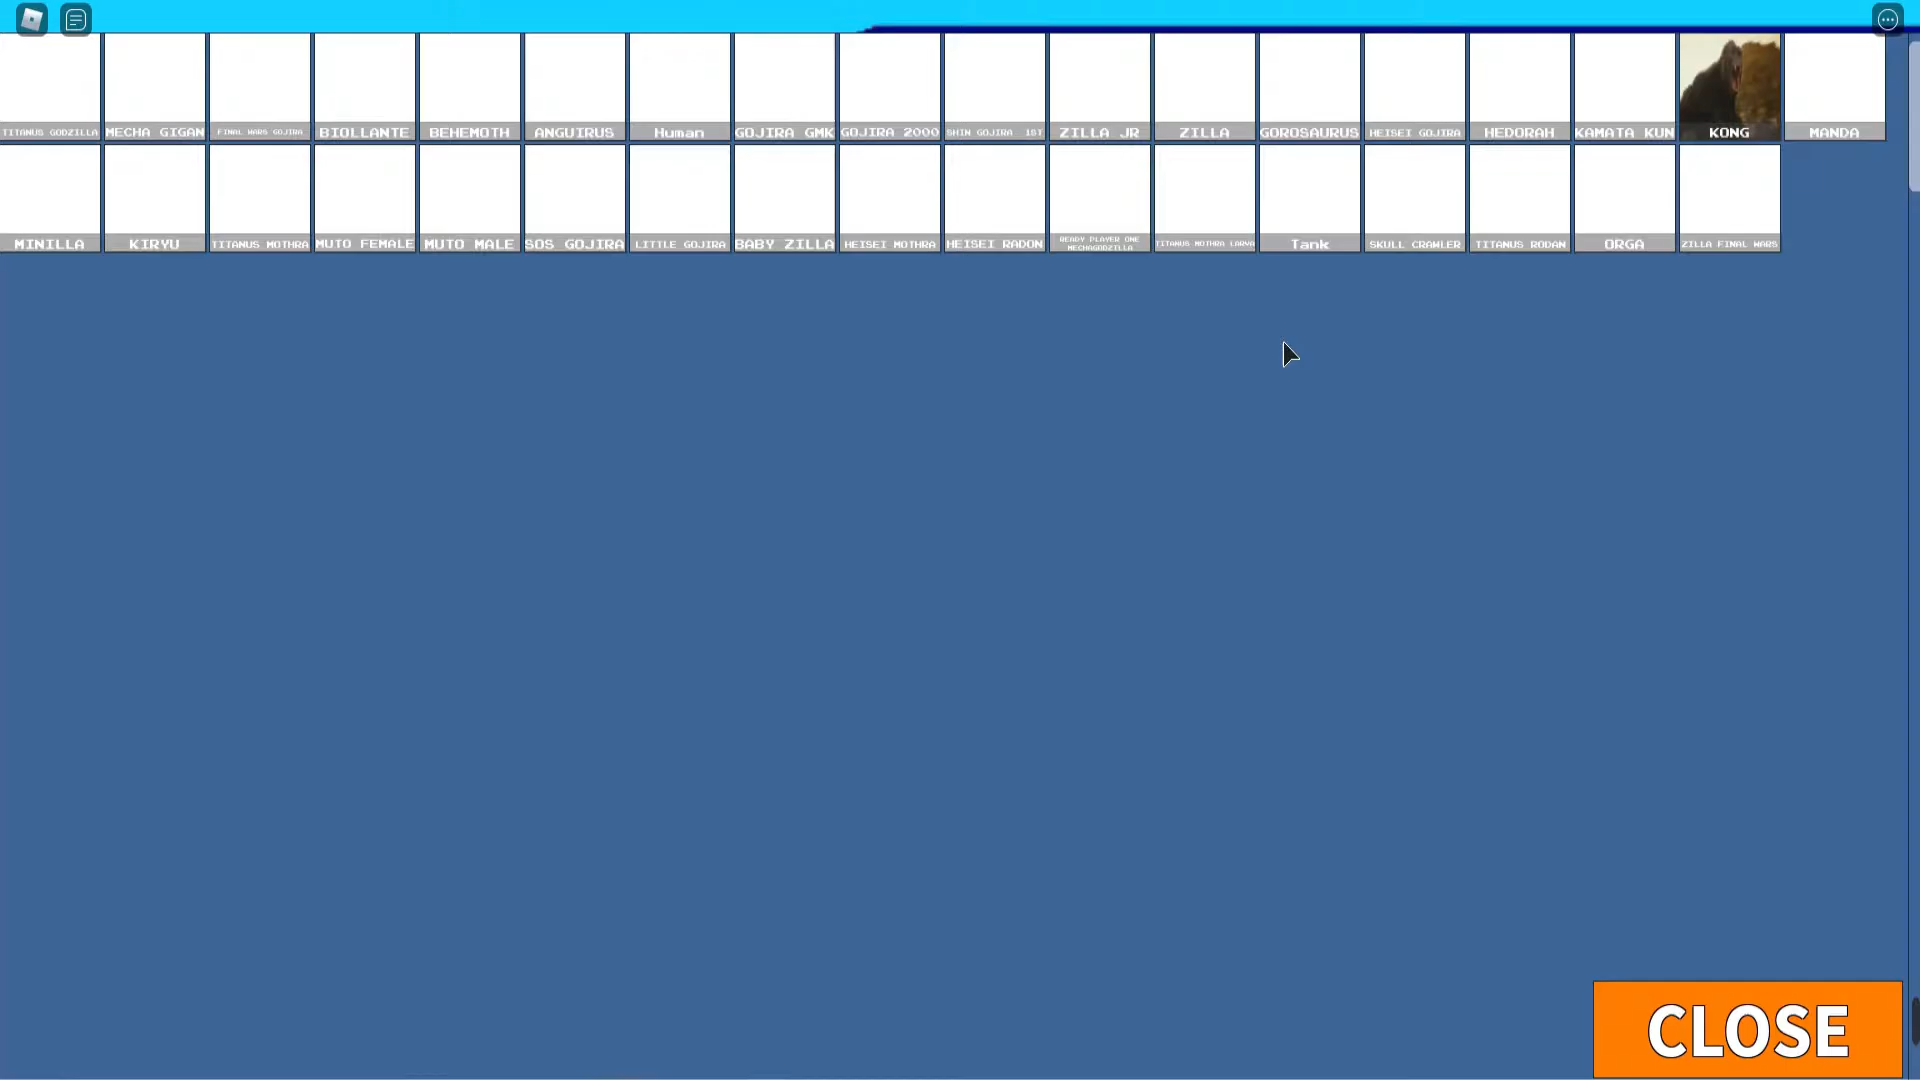 TITANUS GODZILLA
MECHA GIGAN
FINAL WARS GOJIRA
BIOLLANTE
BEHEMOTH
ANGUIRUS
Human
GOJIRA GMK
GOJIRA 2000
SHIN GOJIRA 1ST
ZILLA JR
ZILLA
GOROSAURUS
HEISEI GOJIRA
HEDORAH
KAMATA KUN
KONG
MANDA
MINILLA
KIRYU
TITANUS MOTHRA
MUTO FEMALE
MUTO MALE
SOS GOJIRA
LITTLE GOJIRA
BABY ZILLA
HEISEI MOTHRA
HEISEI RADON
READY PLAYER ONE
MECHAGODZILLA
TITANUS MOTHRA LARVA
Tank
SKULL CRAWLER
TITANUS RODAN
ORGA
ZILLA FINAL WARS
CLOSE